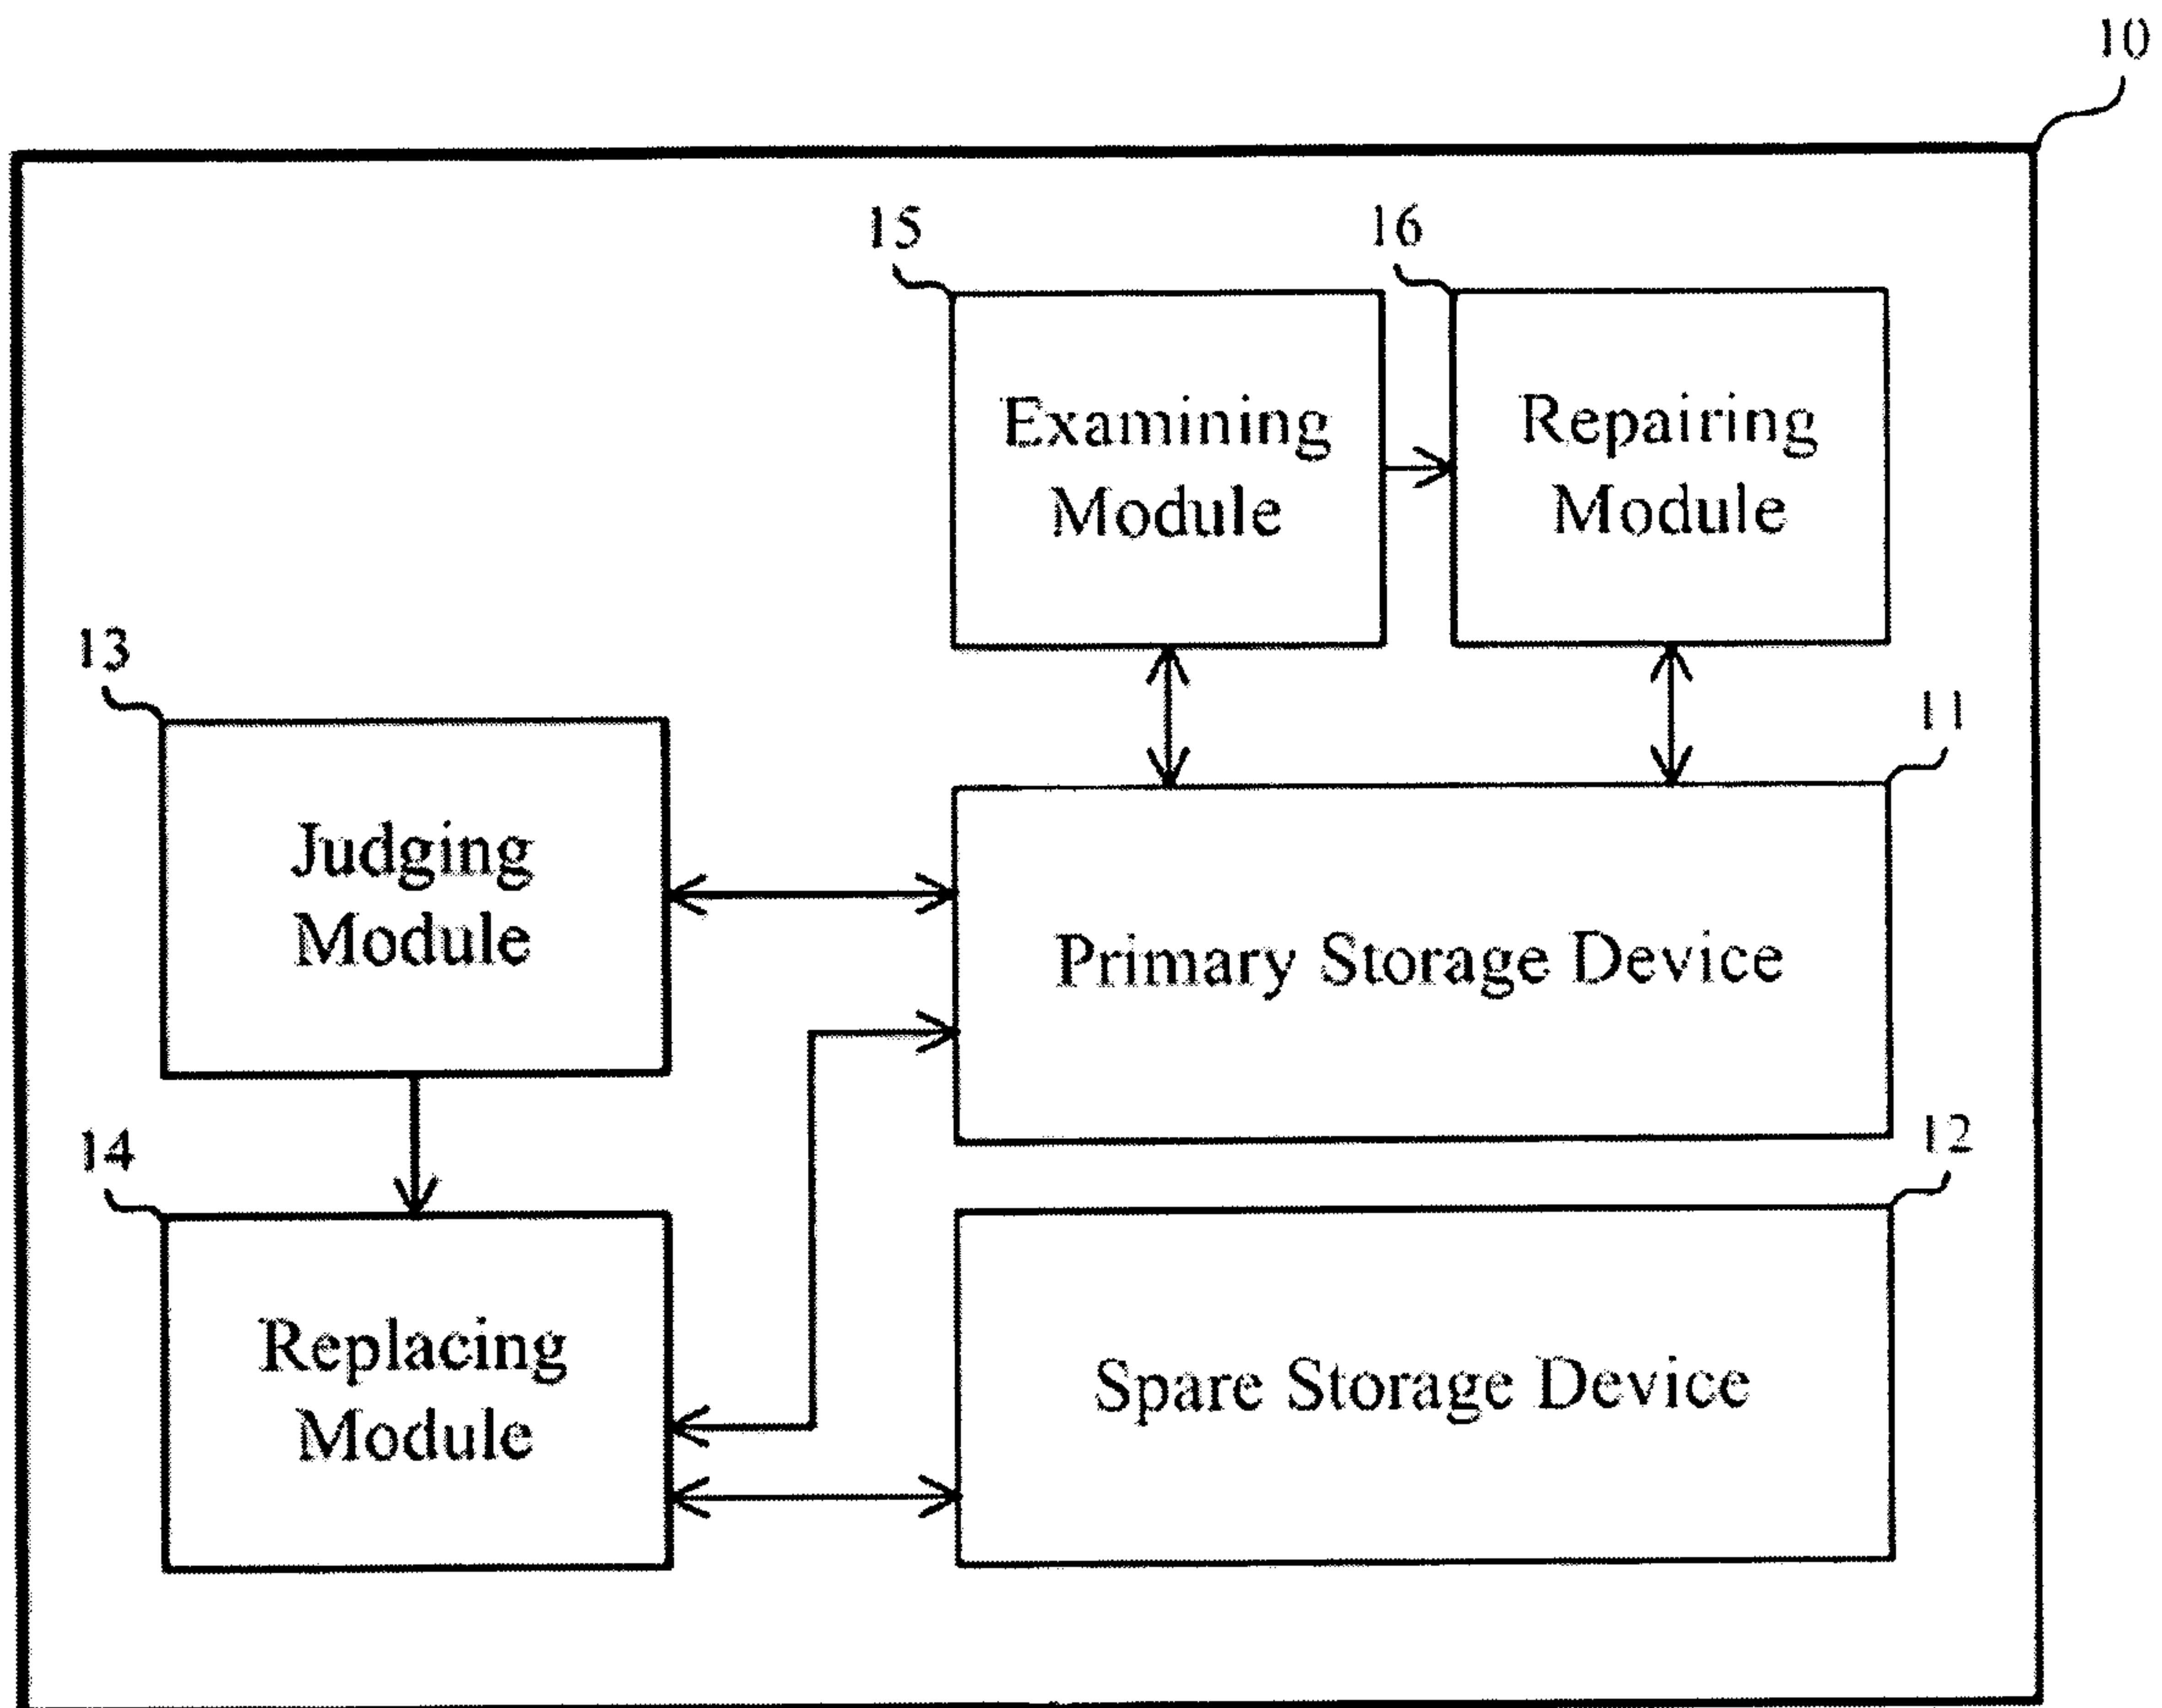 10
15
16
Examining
Module
Repairing
Module
13
11
Judging
Module
Primary Storage Device
14
12
Replacing
Module
Spare Storage Device